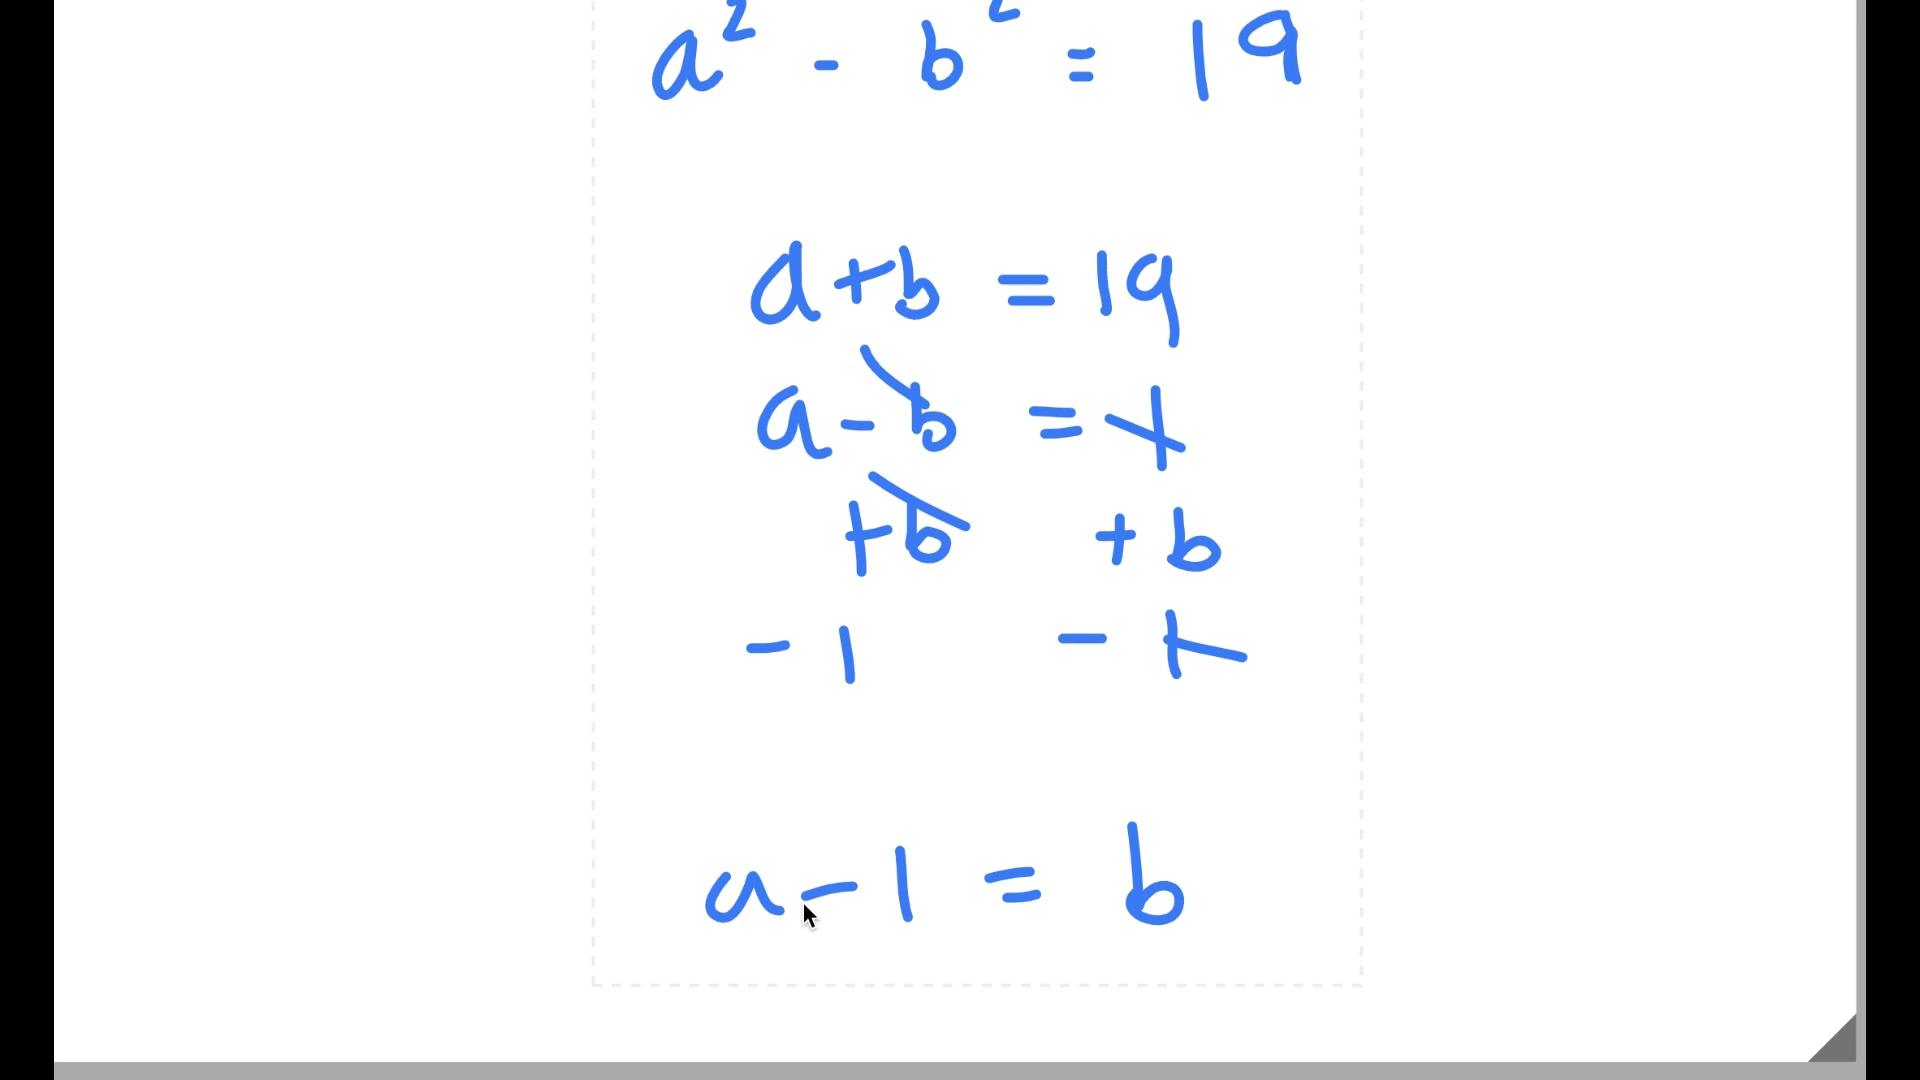 a² - b² = 19
a+b = 19
a - b = 1
+b +b
- 1 - 1
a - 1 = b